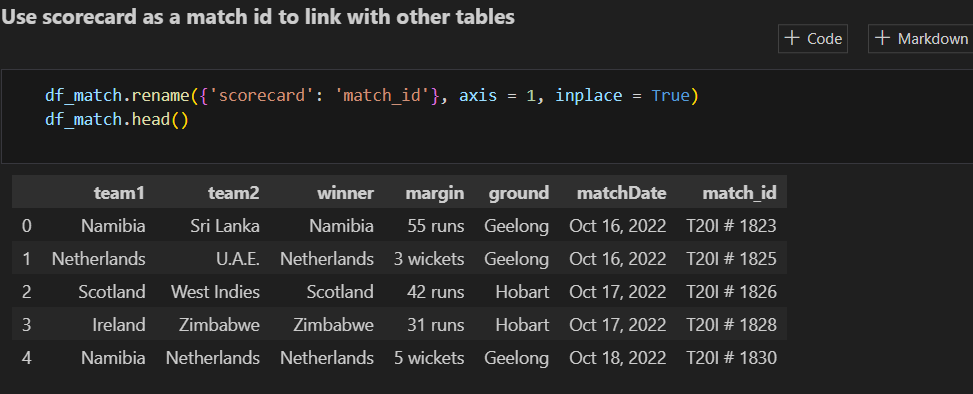 Use scorecard as a match id to link with other tables
+ Code + Markdown
df_match.rename({'scorecard': 'match_id'}, axis = 1, inplace = True)
df_match.head()
team1 team2 winner margin ground matchDate match_id
0 Namibia Sri Lanka Namibia 55 runs Geelong Oct 16, 2022 T20I # 1823
1 Netherlands U.A.E. Netherlands 3 wickets Geelong Oct 16, 2022 T20I # 1825
2 Scotland West Indies Scotland 42 runs Hobart Oct 17, 2022 T20I # 1826
3 Ireland Zimbabwe Zimbabwe 31 runs Hobart Oct 17, 2022 T20I # 1828
4 Namibia Netherlands Netherlands 5 wickets Geelong Oct 18, 2022 T20I # 1830